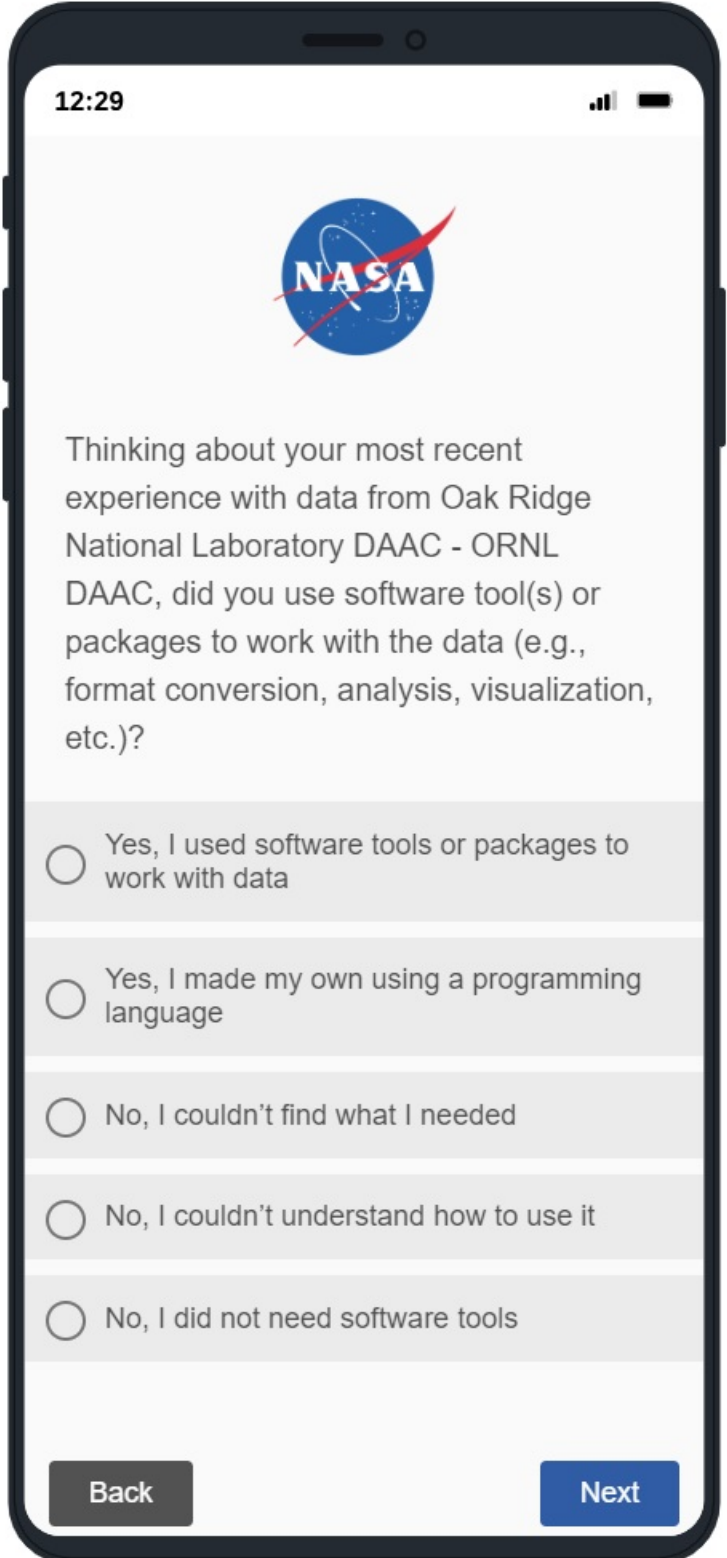 12:29
NASA
Thinking about your most recent
experience with data from Oak Ridge
National Laboratory DAAC - ORNL
DAAC, did you use software tool(s) or
packages to work with the data (e.g.,
format conversion, analysis, visualization,
etc.)?
Yes, I used software tools or packages to
work with data
Yes, I made my own using a programming
language
No, I couldn’t find what I needed
No, I couldn’t understand how to use it
No, I did not need software tools
Back
Next